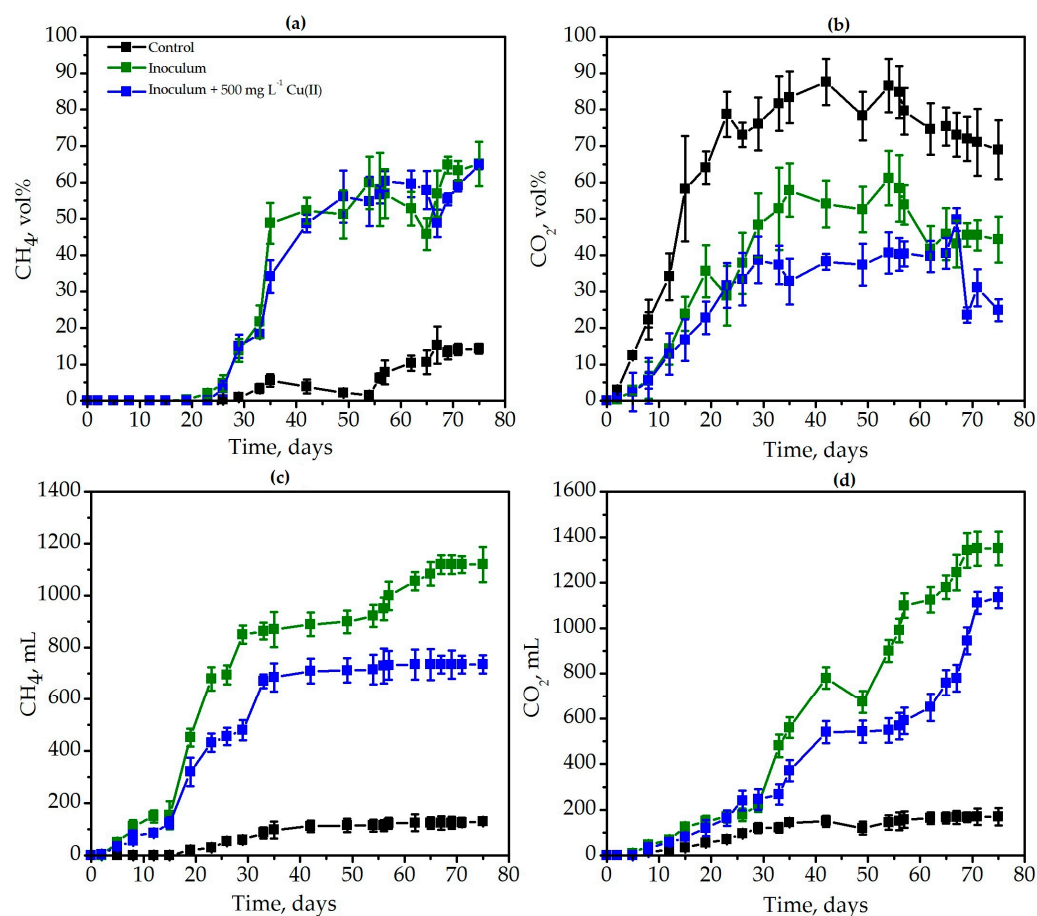 (a)
Control
Inoculum
Inoculum + 500 mg L⁻¹ Cu(II)
100
90
80
70
60
50
40
30
20
10
0
CH₄, vol%
0 10 20 30 40 50 60 70 80
Time, days
(b)
100
90
80
70
60
50
40
30
20
10
0
CO₂, vol%
0 10 20 30 40 50 60 70 80
Time, days
(c)
1400
1200
1000
800
600
400
200
0
CH₄, mL
0 10 20 30 40 50 60 70 80
Time, days
(d)
1600
1400
1200
1000
800
600
400
200
0
CO₂, mL
0 10 20 30 40 50 60 70 80
Time, days